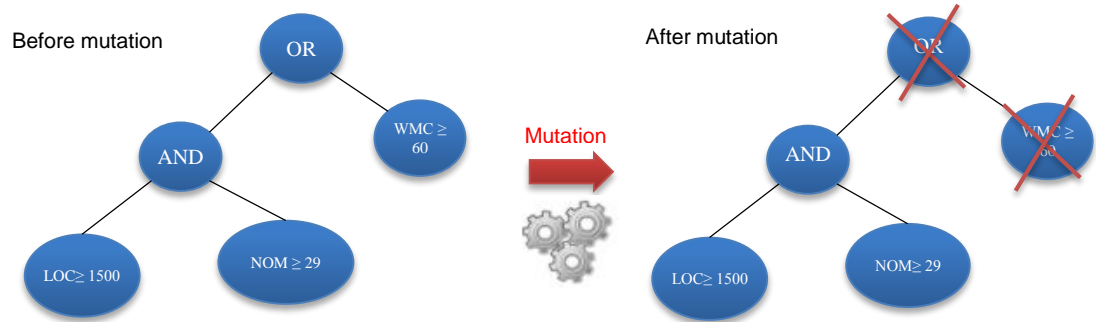 Before mutation
OR
WMC ≥
60
AND
LOC≥ 1500
NOM ≥ 29
Mutation
After mutation
OR
WMC ≥
60
AND
LOC≥ 1500
NOM≥ 29